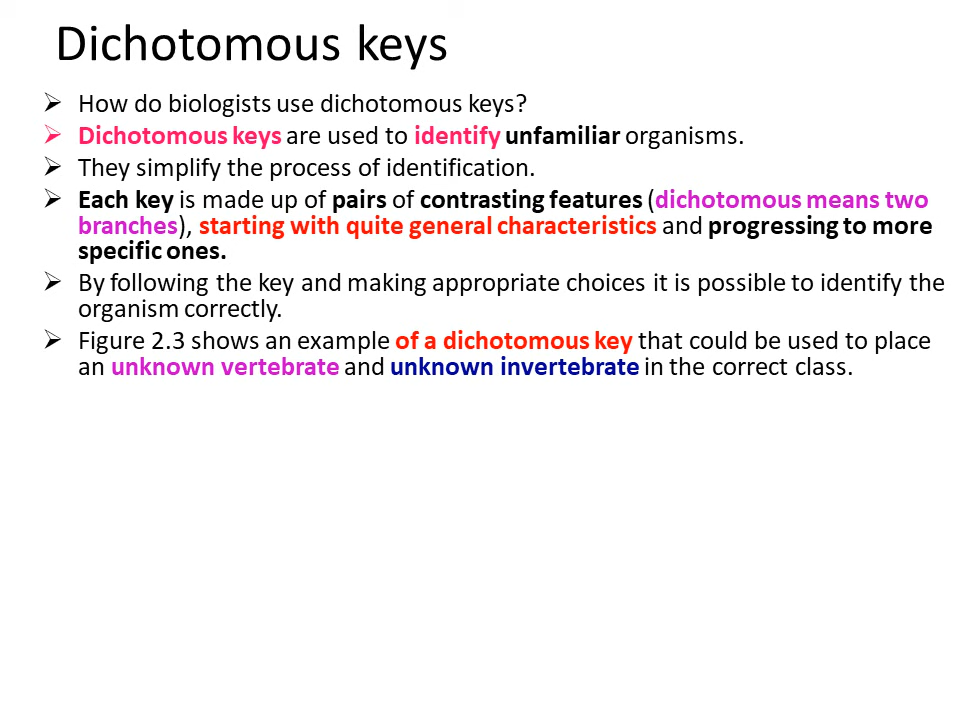 Dichotomous keys
➢ How do biologists use dichotomous keys?
➢ Dichotomous keys are used to identify unfamiliar organisms.
➢ They simplify the process of identification.
➢ Each key is made up of pairs of contrasting features (dichotomous means two
branches), starting with quite general characteristics and progressing to more
specific ones.
➢ By following the key and making appropriate choices it is possible to identify the
organism correctly.
➢ Figure 2.3 shows an example of a dichotomous key that could be used to place
an unknown vertebrate and unknown invertebrate in the correct class.